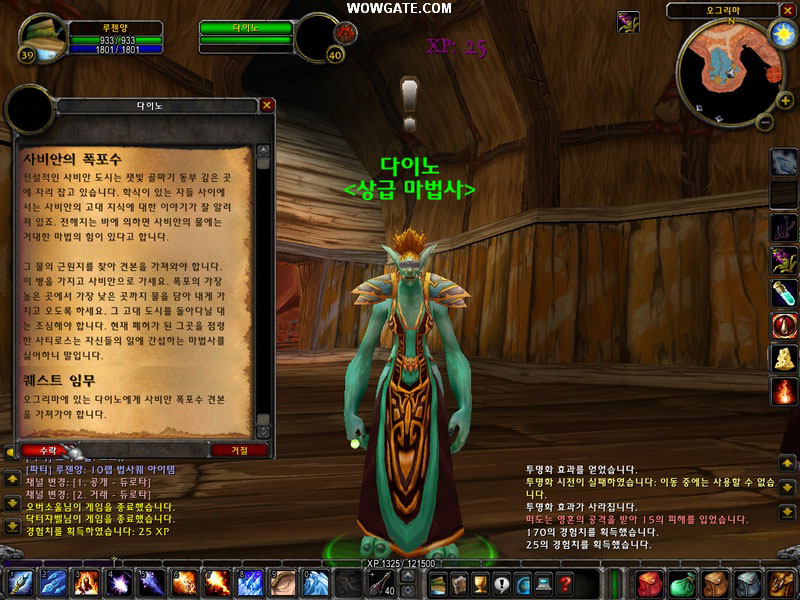 WOWGATE.COM
루젠양
933 / 933
1801 / 1801
39
다이노
40
XP: 25
오그리마
N
다이노
사비안의 폭포수
전설적인 사비안 도시는 잿빛 골짜기 동부 깊은 곳
에 자리 잡고 있습니다. 학식이 있는 자들 사이에
서는 사비안의 고대 지식에 대한 이야기가 잘 알려
져 있죠. 전해지는 바에 의하면 사비안의 물에는
거대한 마법의 힘이 있다고 합니다.
그 물의 근원지를 찾아 견본을 가져와야 합니다.
이 병을 가지고 사비안으로 가세요. 폭포의 가장
높은 곳에서 가장 낮은 곳까지 물을 담아 내게 가
지고 오도록 하세요. 그 고대 도시를 돌아다닐 때
는 조심해야 합니다. 현재 폐허가 된 그곳을 점령
한 사티로스는 자신들의 일에 간섭하는 마법사를
싫어하니 말입니다.
퀘스트 임무
오그리마에 있는 다이노에게 사비안 폭포수 견본
을 가져가야 합니다.
수락
거절
다이노
<상급 마법사>
[파티] 루젠양: 10랩 법사퀘 아이템
채널 변경: [1. 공개 - 듀로타]
채널 변경: [2. 거래 - 듀로타]
오버소울님이 게임을 종료했습니다.
닥터쟈벨님이 게임을 종료했습니다.
경험치를 획득하였습니다: 25 XP
투명화 효과를 얻었습니다.
투명화 시전이 실패하였습니다: 이동 중에는 사용할 수 없습
니다.
투명화 효과가 사라집니다.
떠도는 영혼의 공격을 받아 15의 피해를 입었습니다.
170의 경험치를 획득했습니다.
25의 경험치를 획득했습니다.
XP 1325 / 121500
40